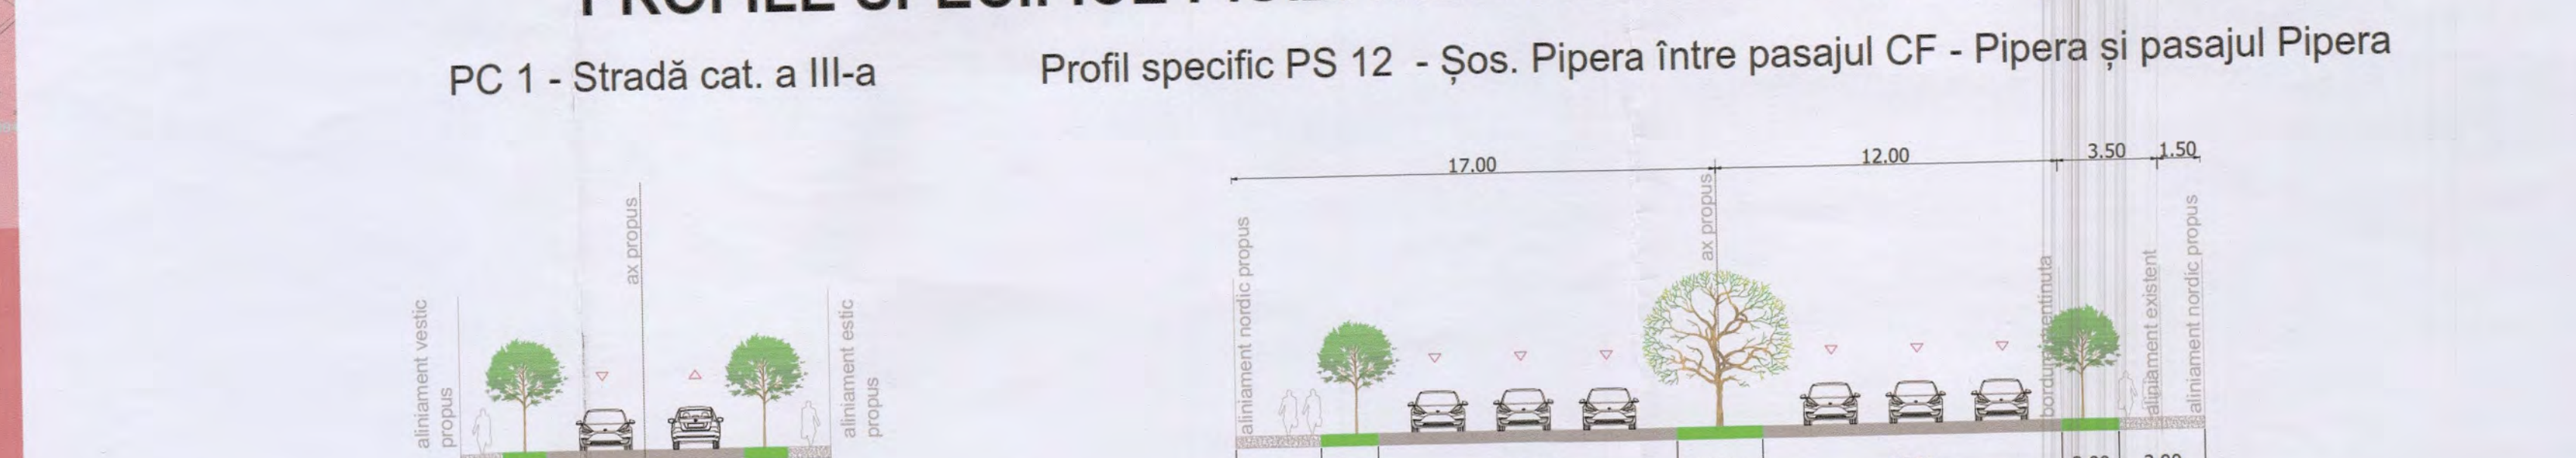 PROFILE SPECIFICE
PC 1 - Stradă cat. a III-a
Profil specific PS 12 - Șos. Pipera între pasajul CF - Pipera și pasajul Pipera
17.00
12.00
3.50
1.50
aliniament vestic
propus
ax propus
aliniament estic
propus
aliniament nordic propus
ax propus
aliniament existent
aliniament nordic propus